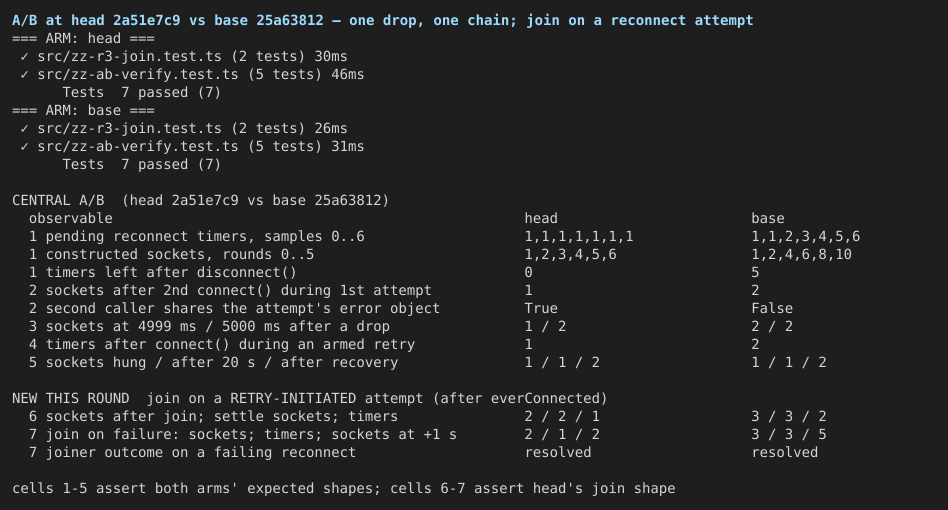 A/B at head 2a51e7c9 vs base 25a63812 — one drop, one chain; join on a reconnect attempt
=== ARM: head ===
✓ src/zz-r3-join.test.ts (2 tests) 30ms
✓ src/zz-ab-verify.test.ts (5 tests) 46ms
Tests 7 passed (7)
=== ARM: base ===
✓ src/zz-r3-join.test.ts (2 tests) 26ms
✓ src/zz-ab-verify.test.ts (5 tests) 31ms
Tests 7 passed (7)
CENTRAL A/B (head 2a51e7c9 vs base 25a63812)
observable head base
1 pending reconnect timers, samples 0..6 1,1,1,1,1,1,1 1,1,2,3,4,5,6
1 constructed sockets, rounds 0..5 1,2,3,4,5,6 1,2,4,6,8,10
1 timers left after disconnect() 0 5
2 sockets after 2nd connect() during 1st attempt 1 2
2 second caller shares the attempt's error object True False
3 sockets at 4999 ms / 5000 ms after a drop 1 / 2 2 / 2
4 timers after connect() during an armed retry 1 2
5 sockets hung / after 20 s / after recovery 1 / 1 / 2 1 / 1 / 2
NEW THIS ROUND join on a RETRY-INITIATED attempt (after everConnected)
6 sockets after join; settle sockets; timers 2 / 2 / 1 3 / 3 / 2
7 join on failure: sockets; timers; sockets at +1 s 2 / 1 / 2 3 / 3 / 5
7 joiner outcome on a failing reconnect resolved resolved
cells 1-5 assert both arms' expected shapes; cells 6-7 assert head's join shape